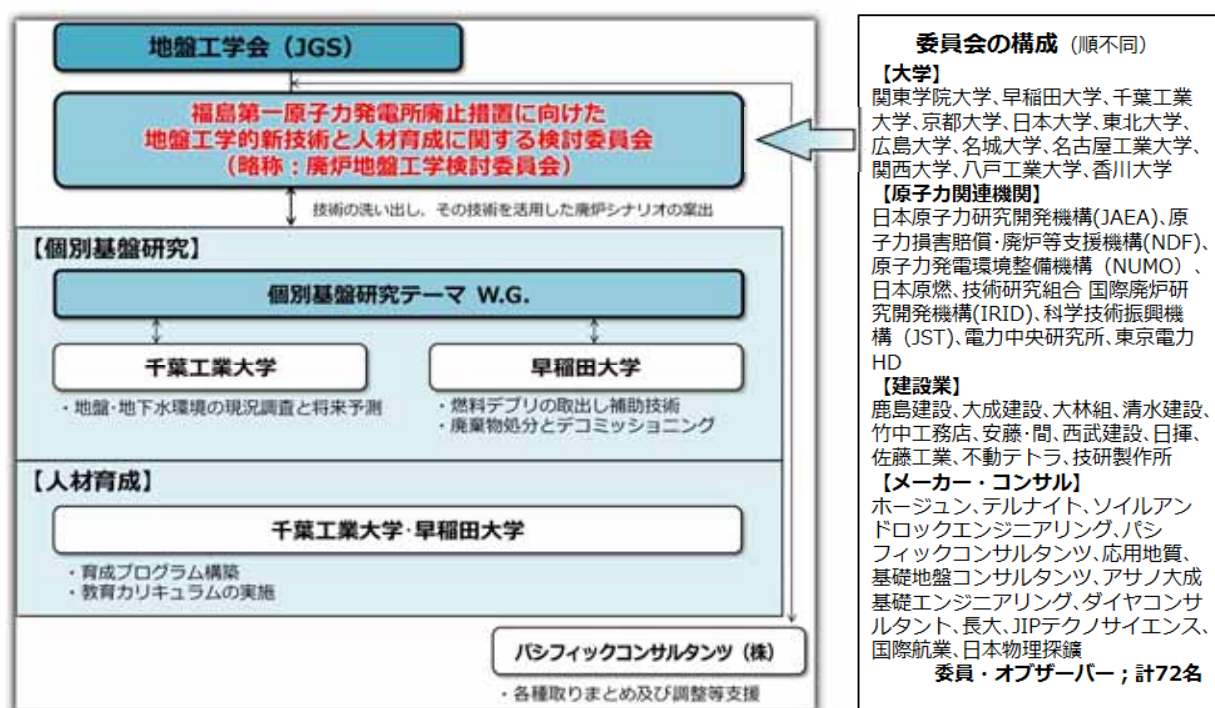 地盤工学会（JGS）
福島第一原子力発電所廃止措置に向けた
地盤工学的新技術と人材育成に関する検討委員会
（略称：廃炉地盤工学検討委員会）
技術の洗い出し、その技術を活用した廃炉シナリオの案出
【個別基盤研究】
個別基盤研究テーマ W.G.
千葉工業大学
・地盤･地下水環境の現況調査と将来予測
早稲田大学
・燃料デブリの取出し補助技術
・廃棄物処分とデコミッショニング
【人材育成】
千葉工業大学･早稲田大学
・育成プログラム構築
・教育カリキュラムの実施
パシフィックコンサルタンツ（株）
・各種取りまとめ及び調整等支援
委員会の構成（順不同）
【大学】
関東学院大学、早稲田大学、千葉工業
大学、京都大学、日本大学、東北大学、
広島大学、名城大学、名古屋工業大学、
関西大学、八戸工業大学、香川大学
【原子力関連機関】
日本原子力研究開発機構(JAEA)、原
子力損害賠償･廃炉等支援機構(NDF)、
原子力発電環境整備機構（NUMO）、
日本原燃、技術研究組合 国際廃炉研
究開発機構(IRID)、科学技術振興機
構（JST)、電力中央研究所、東京電力
HD
【建設業】
鹿島建設、大成建設、大林組、清水建設、
竹中工務店、安藤･間、西武建設、日揮、
佐藤工業、不動テトラ、技研製作所
【メーカー・コンサル】
ホージュン、テルナイト、ソイルアン
ドロックエンジニアリング、パシ
フィックコンサルタンツ、応用地質、
基礎地盤コンサルタンツ、アサノ大成
基礎エンジニアリング、ダイヤコンサ
ルタント、長大、JIPテクノサイエンス、
国際航業、日本物理探鑛
委員・オブザーバー；計72名